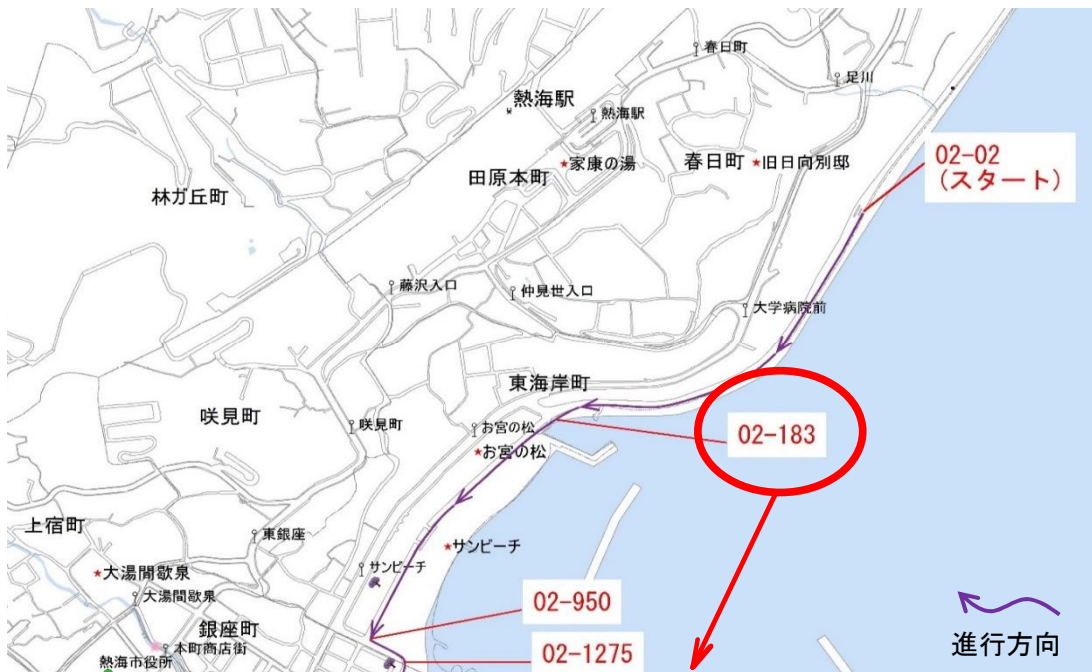 春日町
足川
熱海駅
熱海駅
02-02
（スタート）
★家康の湯
春日町
★旧日向別邸
田原本町
林ガ丘町
藤沢入口
仲見世入口
大学病院前
東海岸町
咲見町
咲見町
お宮の松
★お宮の松
02-183
上宿町
東銀座
★サンビーチ
サンビーチ
★大湯間歇泉
大湯間歇泉
02-950
銀座町
本町商店街
熱海市役所
02-1275
進行方向